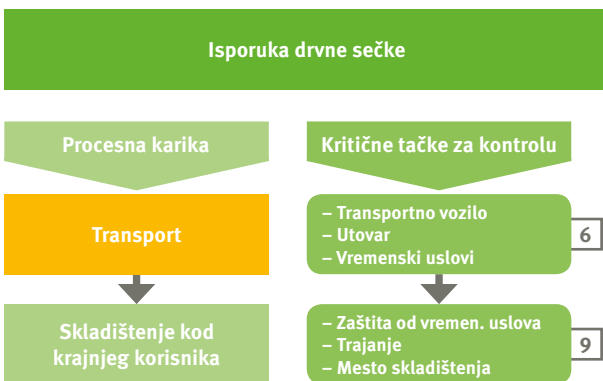 Isporuka drvne sečke
Procesna karika
Kritične tačke za kontrolu
Transport
– Transportno vozilo
– Utovar
– Vremenski uslovi
6
Skladištenje kod
krajnjeg korisnika
– Zaštita od vremen. uslova
– Trajanje
– Mesto skladištenja
9